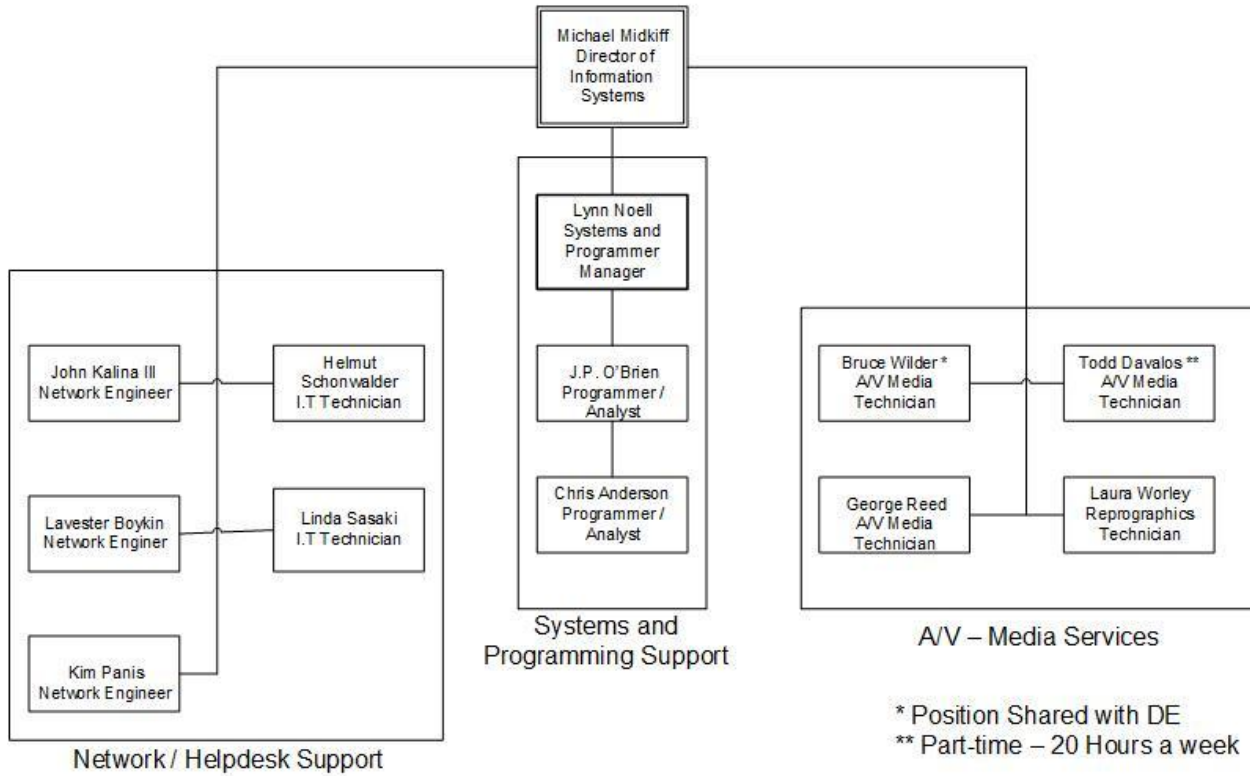 Michael Midkiff
Director of
Information
Systems
Lynn Noell
Systems and
Programmer
Manager
John Kalina III
Network Engineer
Helmut
Schonwalder
I.T Technician
J.P. O'Brien
Programmer /
Analyst
Bruce Wilder *
A/V Media
Technician
Todd Davalos **
A/V Media
Technician
Lavester Boykin
Network Enginer
Linda Sasaki
I.T Technician
Chris Anderson
Programmer /
Analyst
George Reed
A/V Media
Technician
Laura Worley
Reprographics
Technician
Kim Panis
Network Engineer
Systems and
Programming Support
A/V – Media Services
Network / Helpdesk Support
* Position Shared with DE
** Part-time – 20 Hours a week